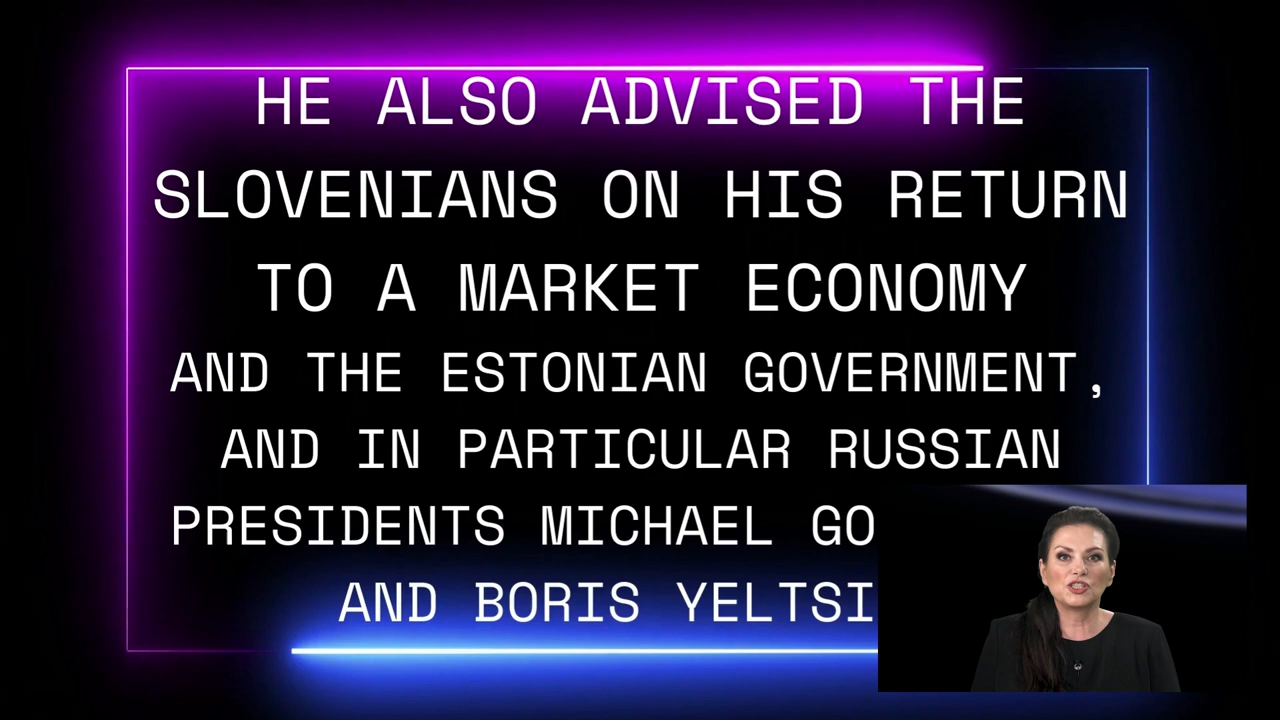 HE ALSO ADVISED THE
SLOVENIANS ON HIS RETURN
TO A MARKET ECONOMY
AND THE ESTONIAN GOVERNMENT,
AND IN PARTICULAR RUSSIAN
PRESIDENTS MICHAEL GO
AND BORIS YELTSI